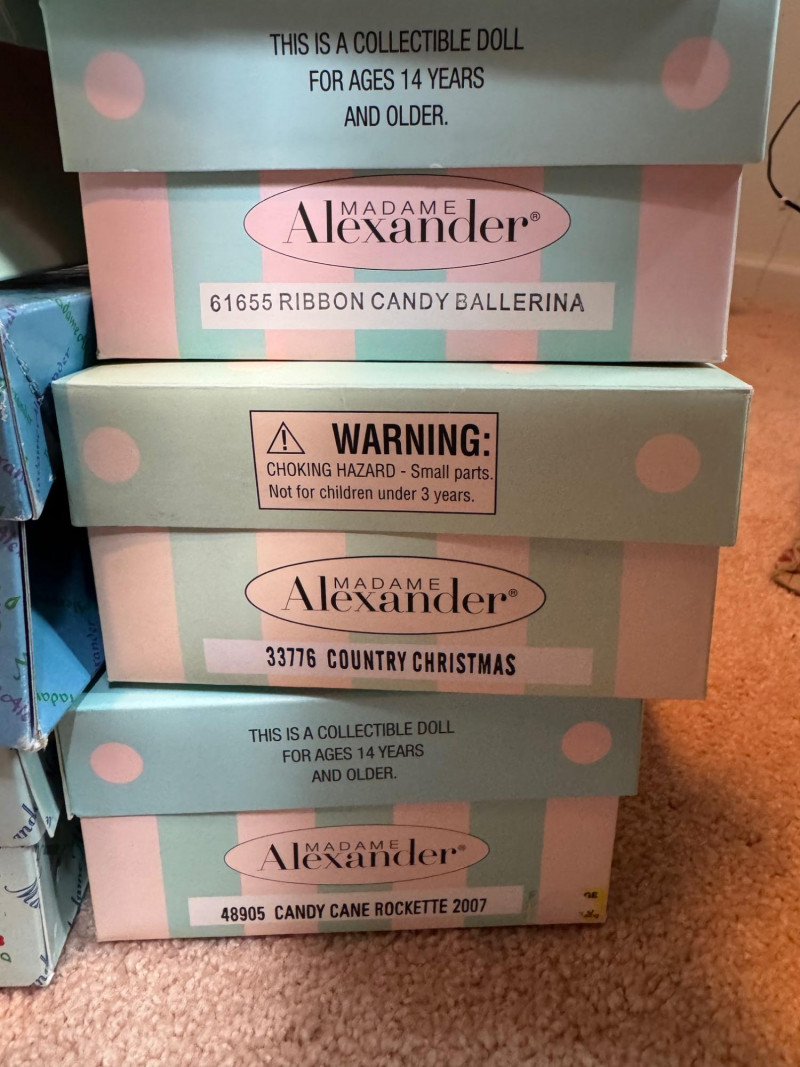 THIS IS A COLLECTIBLE DOLL
FOR AGES 14 YEARS
AND OLDER.
MADAME
Alexander®
61655 RIBBON CANDY BALLERINA
WARNING:
CHOKING HAZARD - Small parts.
Not for children under 3 years.
MADAME
Alexander®
33776 COUNTRY CHRISTMAS
THIS IS A COLLECTIBLE DOLL
FOR AGES 14 YEARS
AND OLDER.
MADAME
Alexander®
48905 CANDY CANE ROCKETTE 2007